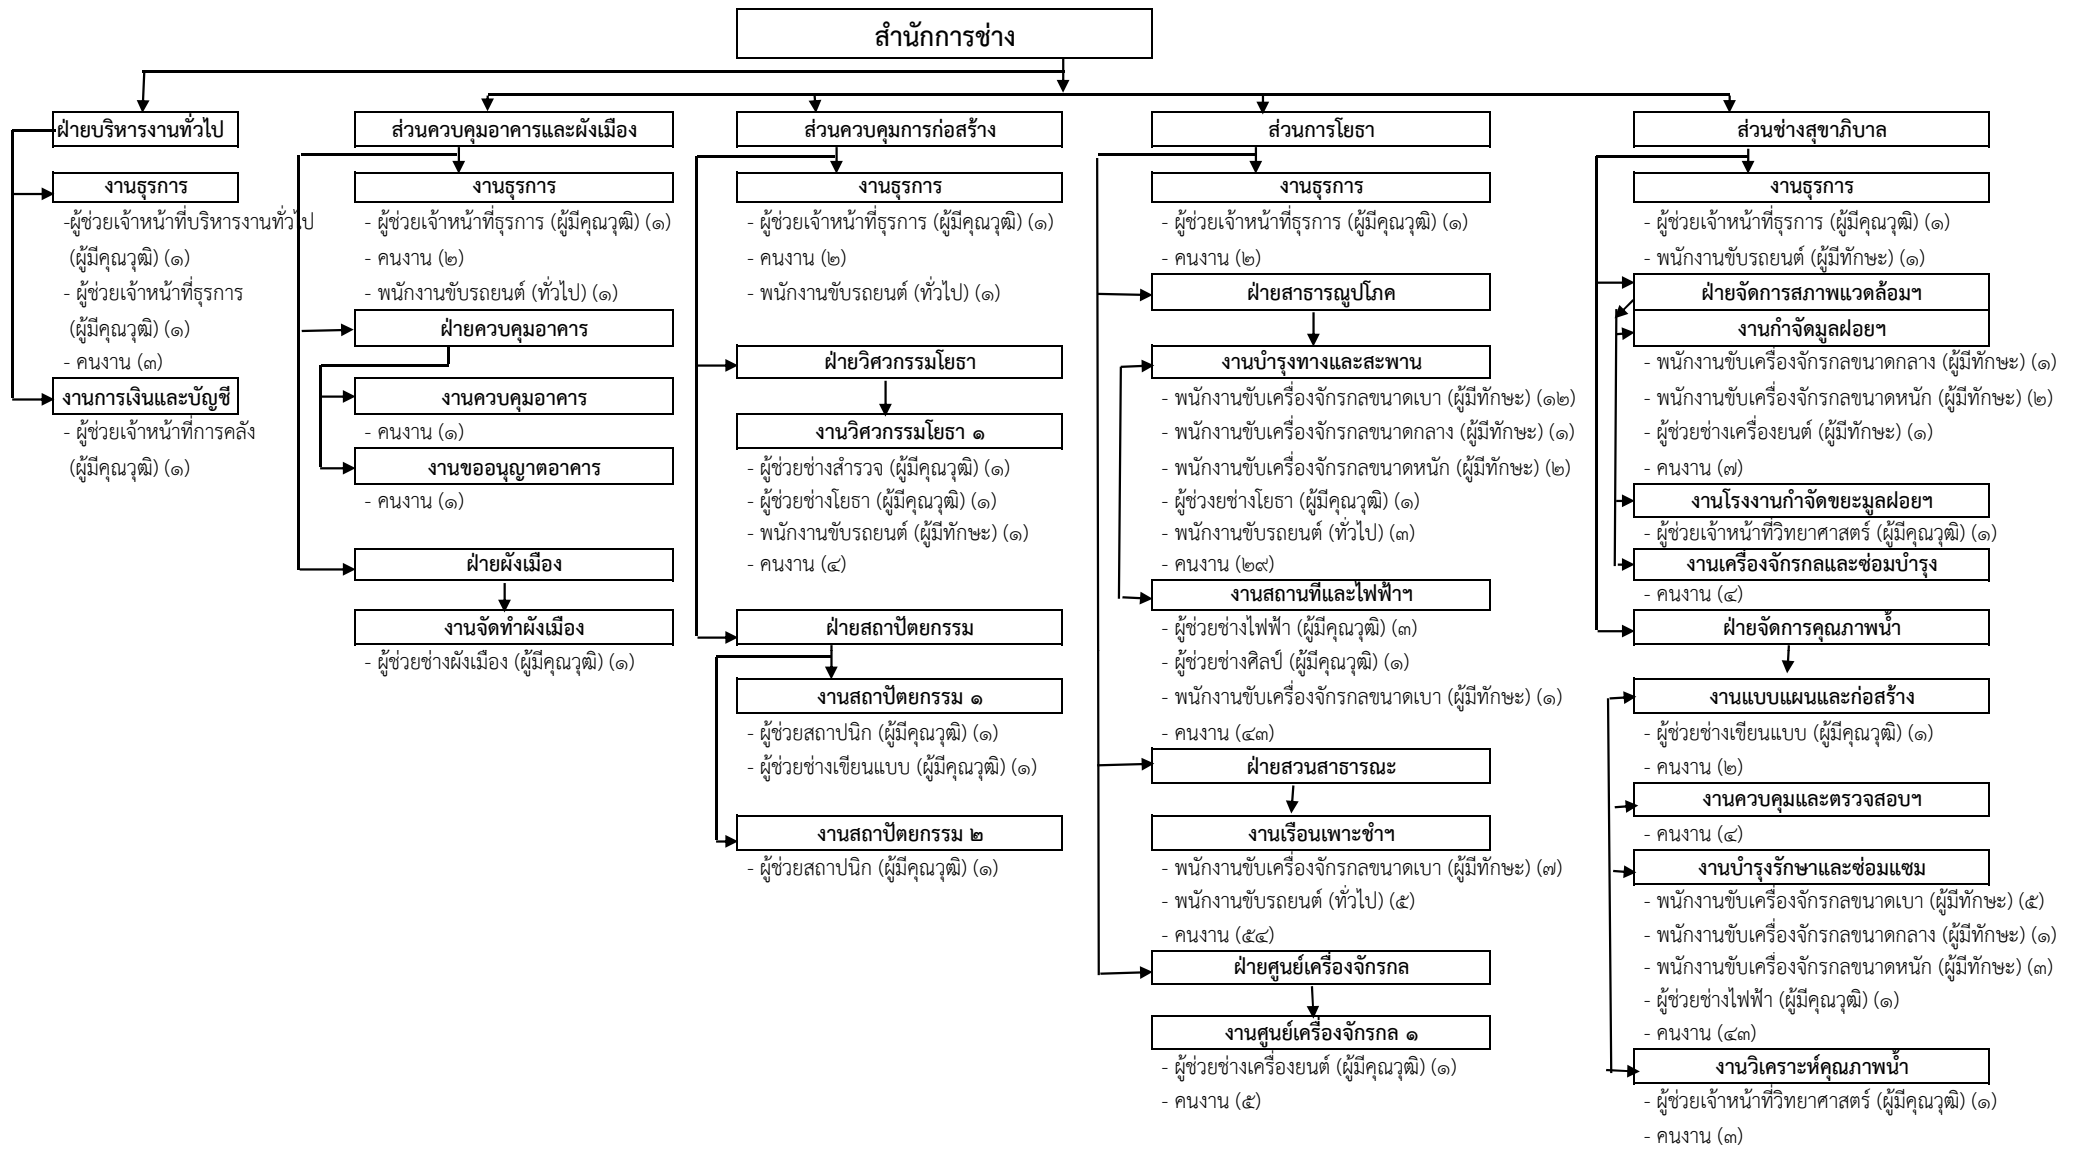 สำนักการช่าง
ฝ่ายบริหารงานทั่วไป
งานธุรการ
-ผู้ช่วยเจ้าหน้าที่บริหารงานทั่วไป
(ผู้มีคุณวุฒิ) (๑)
- ผู้ช่วยเจ้าหน้าที่ธุรการ
(ผู้มีคุณวุฒิ) (๑)
- คนงาน (๓)
งานการเงินและบัญชี
- ผู้ช่วยเจ้าหน้าที่การคลัง
(ผู้มีคุณวุฒิ) (๑)
ส่วนควบคุมอาคารและผังเมือง
งานธุรการ
- ผู้ช่วยเจ้าหน้าที่ธุรการ (ผู้มีคุณวุฒิ) (๑)
- คนงาน (๒)
- พนักงานขับรถยนต์ (ทั่วไป) (๑)
ฝ่ายควบคุมอาคาร
งานควบคุมอาคาร
- คนงาน (๑)
งานขออนุญาตอาคาร
- คนงาน (๑)
ฝ่ายผังเมือง
งานจัดทำผังเมือง
- ผู้ช่วยช่างผังเมือง (ผู้มีคุณวุฒิ) (๑)
ส่วนควบคุมการก่อสร้าง
งานธุรการ
- ผู้ช่วยเจ้าหน้าที่ธุรการ (ผู้มีคุณวุฒิ) (๑)
- คนงาน (๒)
- พนักงานขับรถยนต์ (ทั่วไป) (๑)
ฝ่ายวิศวกรรมโยธา
งานวิศวกรรมโยธา ๑
- ผู้ช่วยช่างสำรวจ (ผู้มีคุณวุฒิ) (๑)
- ผู้ช่วยช่างโยธา (ผู้มีคุณวุฒิ) (๑)
- พนักงานขับรถยนต์ (ผู้มีทักษะ) (๑)
- คนงาน (๔)
ฝ่ายสถาปัตยกรรม
งานสถาปัตยกรรม ๑
- ผู้ช่วยสถาปนิก (ผู้มีคุณวุฒิ) (๑)
- ผู้ช่วยช่างเขียนแบบ (ผู้มีคุณวุฒิ) (๑)
งานสถาปัตยกรรม ๒
- ผู้ช่วยสถาปนิก (ผู้มีคุณวุฒิ) (๑)
ส่วนการโยธา
งานธุรการ
- ผู้ช่วยเจ้าหน้าที่ธุรการ (ผู้มีคุณวุฒิ) (๑)
- คนงาน (๒)
ฝ่ายสาธารณูปโภค
งานบำรุงทางและสะพาน
- พนักงานขับเครื่องจักรกลขนาดเบา (ผู้มีทักษะ) (๑๒)
- พนักงานขับเครื่องจักรกลขนาดกลาง (ผู้มีทักษะ) (๑)
- พนักงานขับเครื่องจักรกลขนาดหนัก (ผู้มีทักษะ) (๒)
- ผู้ช่วงยช่างโยธา (ผู้มีคุณวุฒิ) (๑)
- พนักงานขับรถยนต์ (ทั่วไป) (๓)
- คนงาน (๒๙)
งานสถานที่และไฟฟ้าฯ
- ผู้ช่วยช่างไฟฟ้า (ผู้มีคุณวุฒิ) (๓)
- ผู้ช่วยช่างศิลป์ (ผู้มีคุณวุฒิ) (๑)
- พนักงานขับเครื่องจักรกลขนาดเบา (ผู้มีทักษะ) (๑)
- คนงาน (๔๓)
ฝ่ายสวนสาธารณะ
งานเรือนเพาะชำฯ
- พนักงานขับเครื่องจักรกลขนาดเบา (ผู้มีทักษะ) (๗)
- พนักงานขับรถยนต์ (ทั่วไป) (๕)
- คนงาน (๕๔)
ฝ่ายศูนย์เครื่องจักรกล
งานศูนย์เครื่องจักรกล ๑
- ผู้ช่วยช่างเครื่องยนต์ (ผู้มีคุณวุฒิ) (๑)
- คนงาน (๕)
ส่วนช่างสุขาภิบาล
งานธุรการ
- ผู้ช่วยเจ้าหน้าที่ธุรการ (ผู้มีคุณวุฒิ) (๑)
- พนักงานขับรถยนต์ (ผู้มีทักษะ) (๑)
ฝ่ายจัดการสภาพแวดล้อมฯ
งานกำจัดมูลฝอยฯ
- พนักงานขับเครื่องจักรกลขนาดกลาง (ผู้มีทักษะ) (๑)
- พนักงานขับเครื่องจักรกลขนาดหนัก (ผู้มีทักษะ) (๒)
- ผู้ช่วยช่างเครื่องยนต์ (ผู้มีทักษะ) (๑)
- คนงาน (๗)
งานโรงงานกำจัดขยะมูลฝอยฯ
- ผู้ช่วยเจ้าหน้าที่วิทยาศาสตร์ (ผู้มีคุณวุฒิ) (๑)
งานเครื่องจักรกลและซ่อมบำรุง
- คนงาน (๔)
ฝ่ายจัดการคุณภาพน้ำ
งานแบบแผนและก่อสร้าง
- ผู้ช่วยช่างเขียนแบบ (ผู้มีคุณวุฒิ) (๑)
- คนงาน (๒)
งานควบคุมและตรวจสอบฯ
- คนงาน (๔)
งานบำรุงรักษาและซ่อมแซม
- พนักงานขับเครื่องจักรกลขนาดเบา (ผู้มีทักษะ) (๕)
- พนักงานขับเครื่องจักรกลขนาดกลาง (ผู้มีทักษะ) (๑)
- พนักงานขับเครื่องจักรกลขนาดหนัก (ผู้มีทักษะ) (๓)
- ผู้ช่วยช่างไฟฟ้า (ผู้มีคุณวุฒิ) (๑)
- คนงาน (๔๓)
งานวิเคราะห์คุณภาพน้ำ
- ผู้ช่วยเจ้าหน้าที่วิทยาศาสตร์ (ผู้มีคุณวุฒิ) (๑)
- คนงาน (๓)